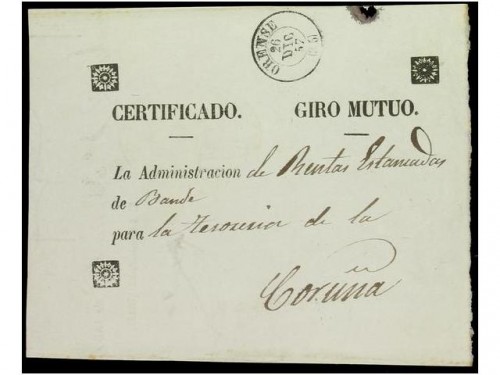 ORENSE
26
DIC
57
CERTIFICADO. GIRO MUTUO.
La Administracion de Rentas Estancadas
de Bande
para la Tesoreria de la
Coruña